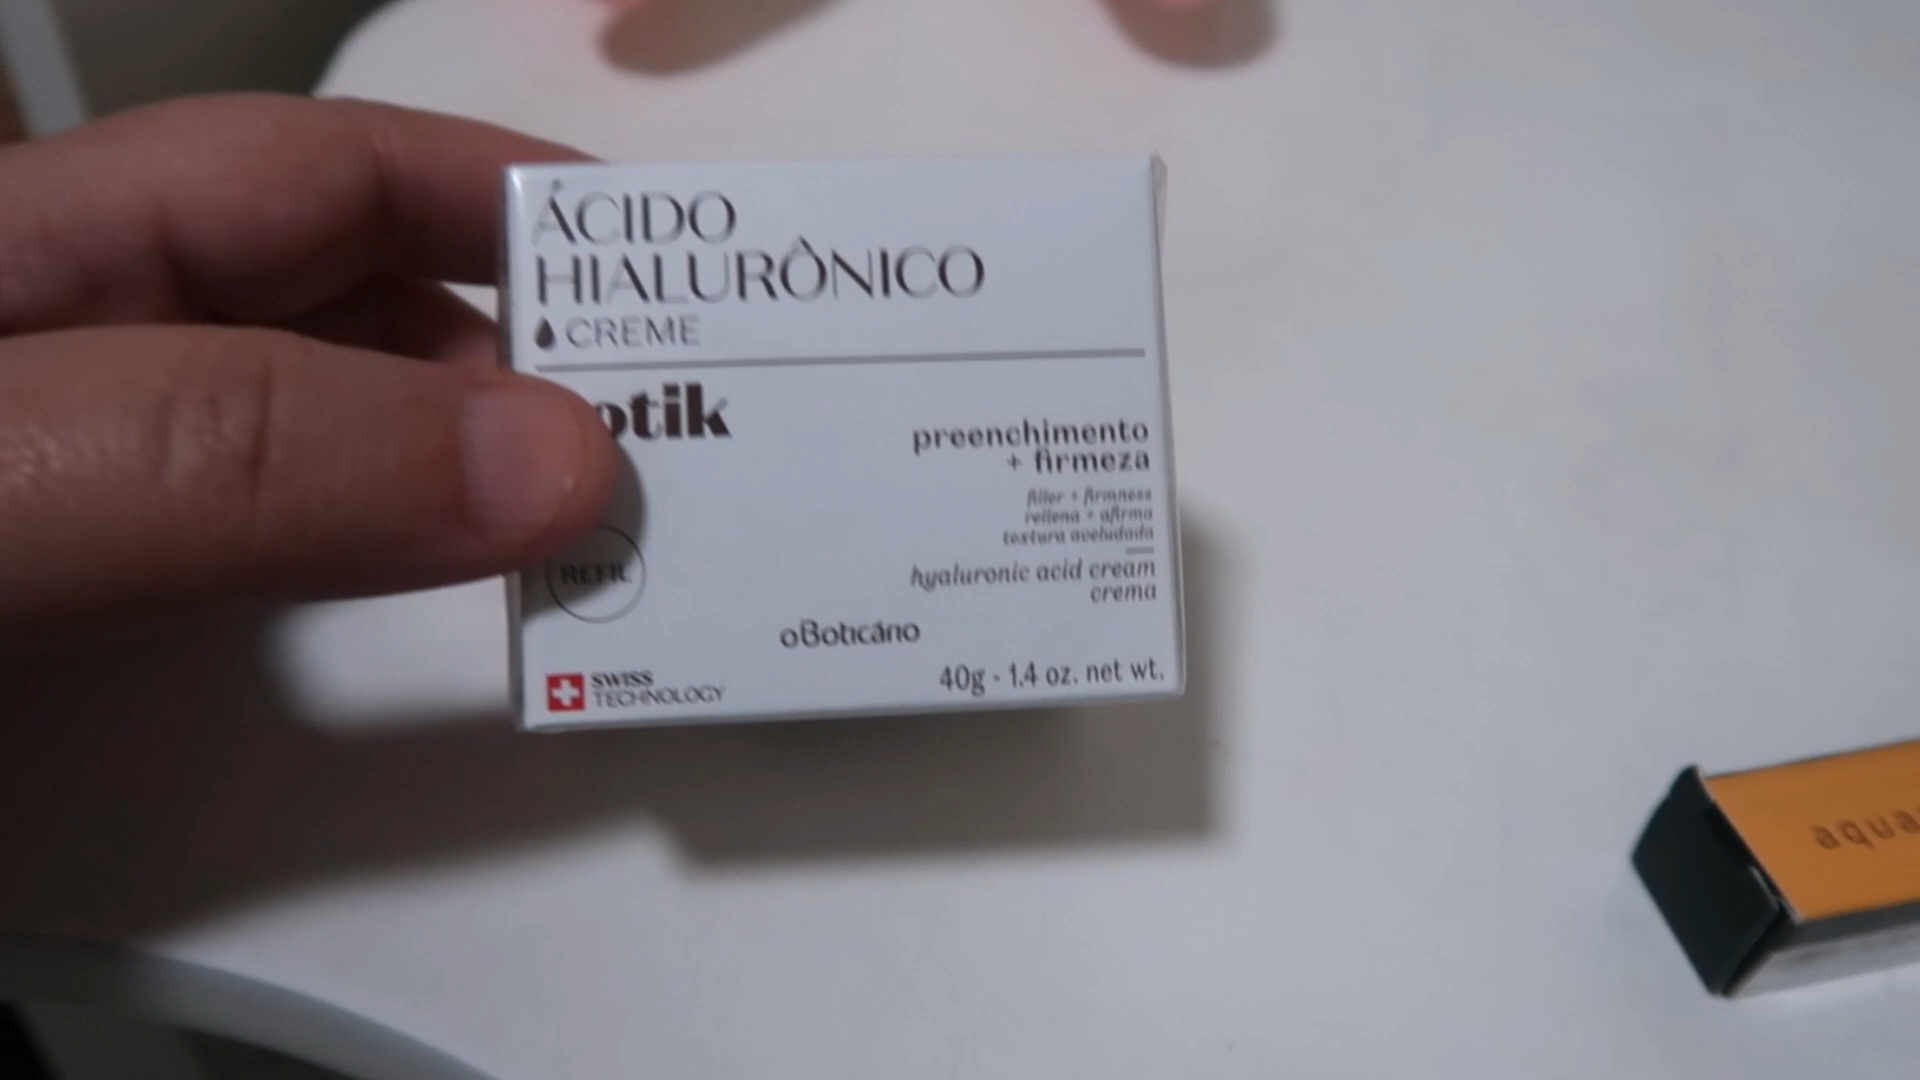 ÁCIDO
HIALURÔNICO
CREME
otik
preenchimento
+ firmeza
filler + firmness
rellena + afirma
textura aveludada
hyaluronic acid cream
crema
REFIL
oBoticário
SWISS
TECHNOLOGY
40g - 1.4 oz. net wt.
aqua